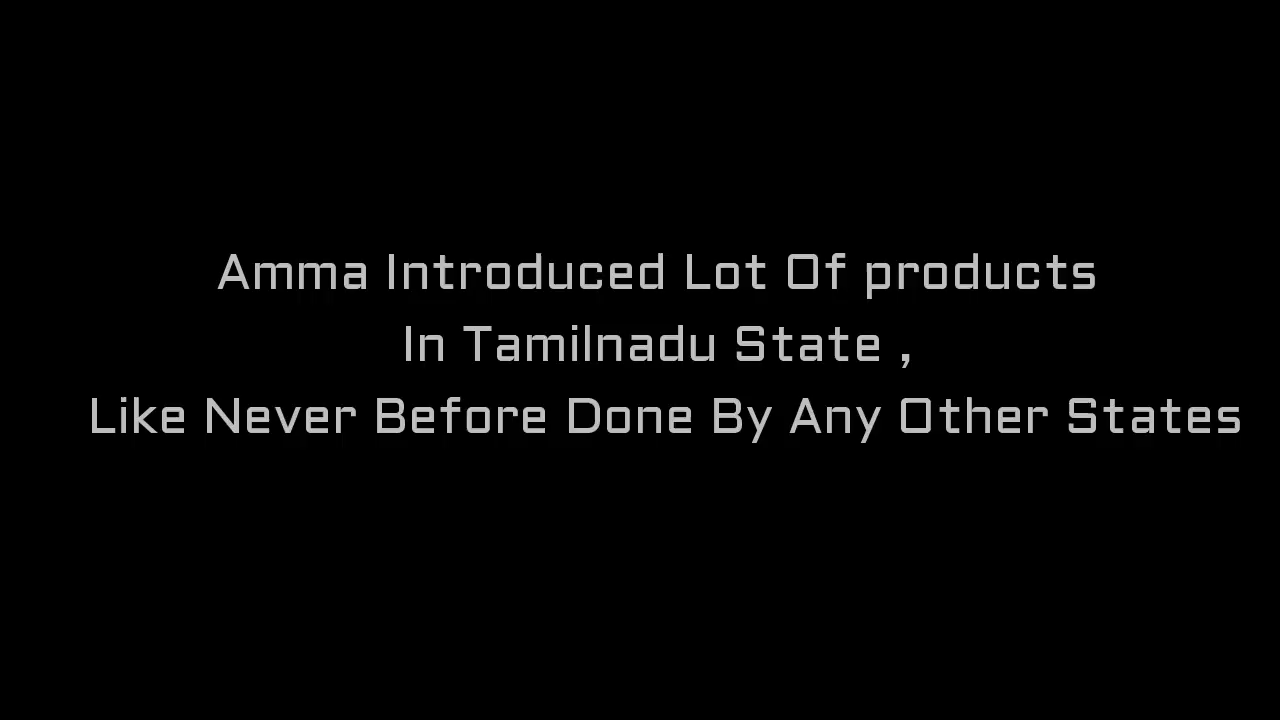 Amma Introduced Lot Of products
In Tamilnadu State ,
Like Never Before Done By Any Other States